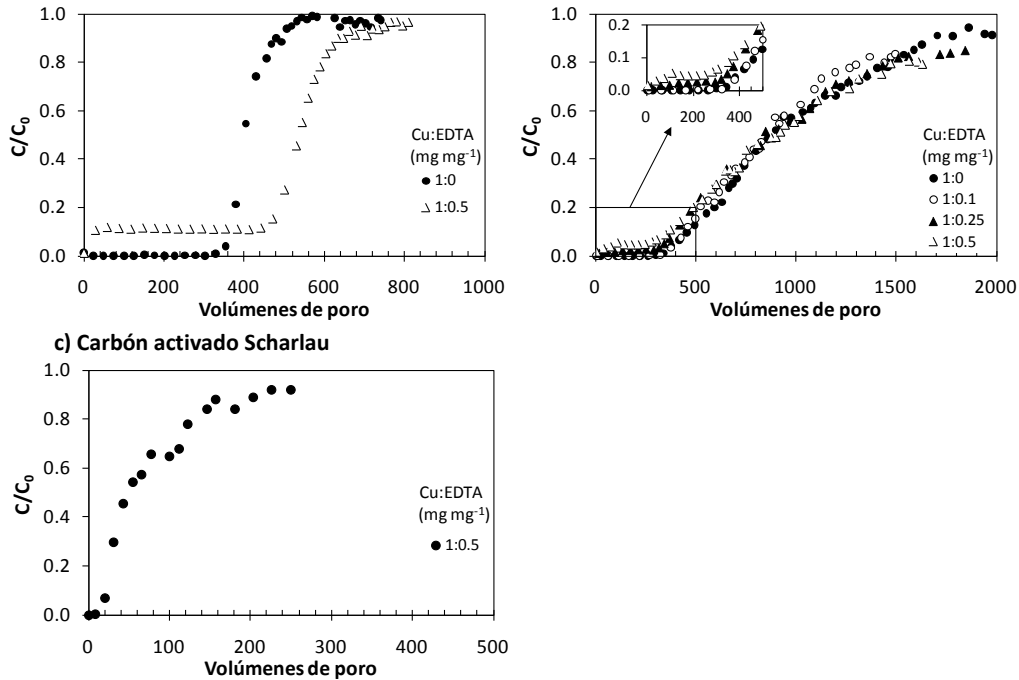 1.0
0.8
0.6
0.4
0.2
0.0
C/C0
0 200 400 600 800 1000
Volúmenes de poro
Cu:EDTA
(mg mg-1)
1:0
1:0.5
1.0
0.8
0.6
0.4
0.2
0.0
C/C0
0 500 1000 1500 2000
Volúmenes de poro
0.2
0.1
0.0
0 200 400
Cu:EDTA
(mg mg-1)
1:0
1:0.1
1:0.25
1:0.5
c) Carbón activado Scharlau
1.0
0.8
0.6
0.4
0.2
0.0
C/C0
0 100 200 300 400 500
Volúmenes de poro
Cu:EDTA
(mg mg-1)
1:0.5